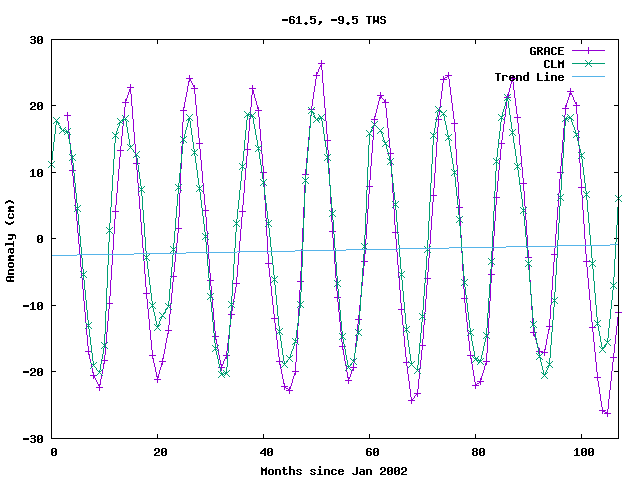 -61.5, -9.5 TWS
GRACE
CLM
Trend Line
30
20
10
0
-10
-20
-30
Anomaly (cm)
0 20 40 60 80 100
Months since Jan 2002